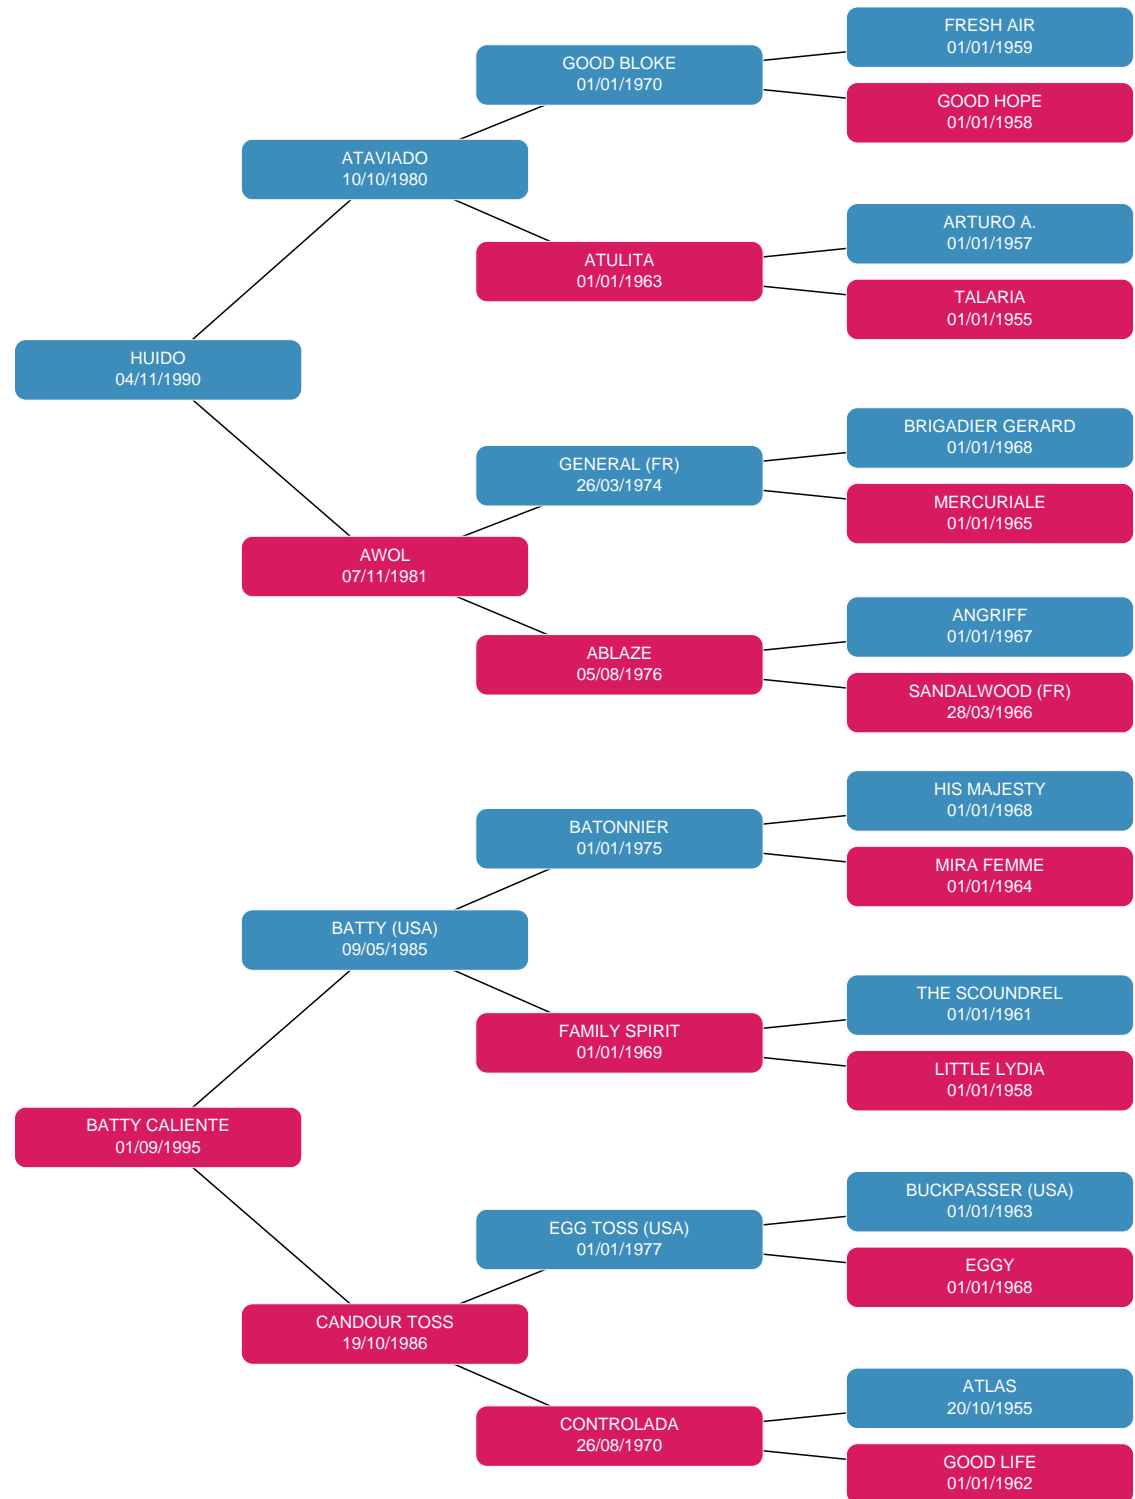 FRESH AIR
01/01/1959
GOOD BLOKE
01/01/1970
GOOD HOPE
01/01/1958
ATAVIADO
10/10/1980
ARTURO A.
01/01/1957
ATULITA
01/01/1963
TALARIA
01/01/1955
HUIDO
04/11/1990
BRIGADIER GERARD
01/01/1968
GENERAL (FR)
26/03/1974
MERCURIALE
01/01/1965
AWOL
07/11/1981
ANGRIFF
01/01/1967
ABLAZE
05/08/1976
SANDALWOOD (FR)
28/03/1966
HIS MAJESTY
01/01/1968
BATONNIER
01/01/1975
MIRA FEMME
01/01/1964
BATTY (USA)
09/05/1985
THE SCOUNDREL
01/01/1961
FAMILY SPIRIT
01/01/1969
LITTLE LYDIA
01/01/1958
BATTY CALIENTE
01/09/1995
BUCKPASSER (USA)
01/01/1963
EGG TOSS (USA)
01/01/1977
EGGY
01/01/1968
CANDOUR TOSS
19/10/1986
ATLAS
20/10/1955
CONTROLADA
26/08/1970
GOOD LIFE
01/01/1962